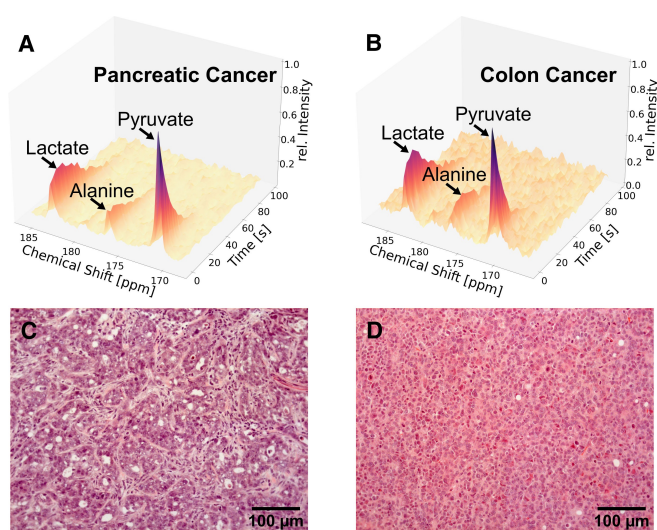 A
Pancreatic Cancer
Pyruvate
Lactate
Alanine
1.0
0.8
0.6
0.4
0.2
rel. Intensity
185
180
175
170
Chemical Shift [ppm]
0
20
40
60
80
100
Time [s]
B
Colon Cancer
Pyruvate
Lactate
Alanine
1.0
0.8
0.6
0.4
0.2
0.0
rel. Intensity
185
180
175
170
Chemical Shift [ppm]
0
20
40
60
80
100
Time [s]
C
100 µm
D
100 µm